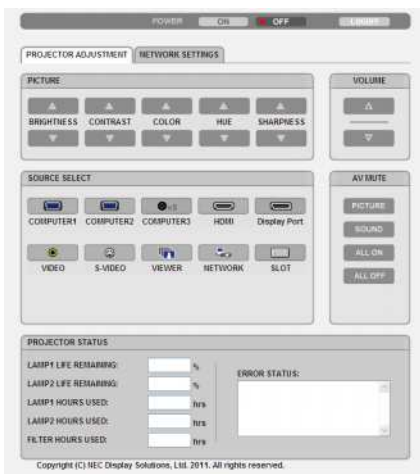 POWER ON OFF LOGOFF
PROJECTOR ADJUSTMENT NETWORK SETTINGS
PICTURE
BRIGHTNESS CONTRAST COLOR HUE SHARPNESS
VOLUME
SOURCE SELECT
COMPUTER1 COMPUTER2 COMPUTER3 HDMI Display Port
VIDEO S-VIDEO VIEWER NETWORK SLOT
AV MUTE
PICTURE
SOUND
ALL ON
ALL OFF
PROJECTOR STATUS
LAMP1 LIFE REMAINING: %
LAMP2 LIFE REMAINING: %
LAMP1 HOURS USED: hrs
LAMP2 HOURS USED: hrs
FILTER HOURS USED: hrs
ERROR STATUS:
Copyright (C) NEC Display Solutions, Ltd. 2011. All rights reserved.